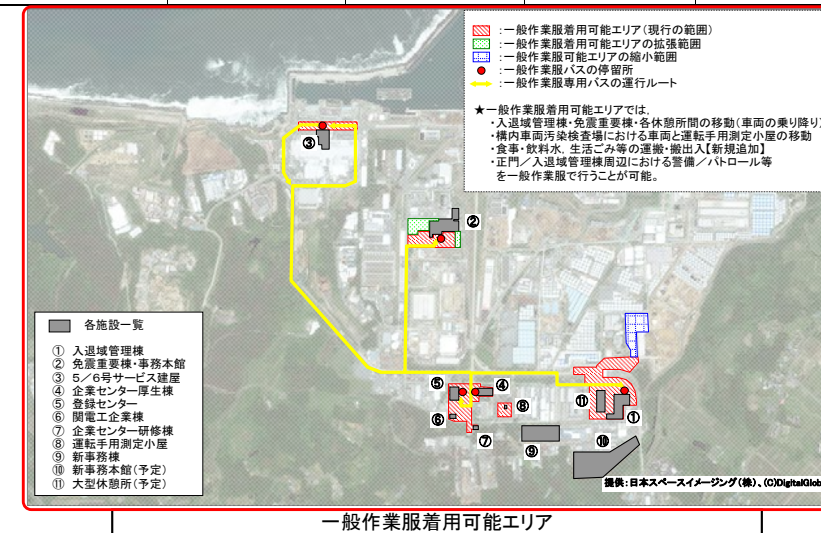 ：一般作業服着用可能エリア（現行の範囲）
：一般作業服着用可能エリアの拡張範囲
：一般作業服可能エリアの縮小範囲
：一般作業服バスの停留所
：一般作業服専用バスの運行ルート
★一般作業服着用可能エリアでは、
・入退域管理棟・免震重要棟・各休憩所間の移動（車両の乗り降り）
・構内車両汚染検査場における車両と運転手用測定小屋の移動
・食事・飲料水、生活ごみ等の運搬・搬出入【新規追加】
・正門／入退域管理棟周辺における警備／パトロール等
を一般作業服で行うことが可能。
③
②
⑤
④
⑥
⑧
⑦
⑪
①
⑨
⑩
各施設一覧
① 入退域管理棟
② 免震重要棟・事務本館
③ ５／６号サービス建屋
④ 企業センター厚生棟
⑤ 登録センター
⑥ 関電工企業棟
⑦ 企業センター研修棟
⑧ 運転手用測定小屋
⑨ 新事務棟
⑩ 新事務本館（予定）
⑪ 大型休憩所（予定）
提供：日本スペースイメージング（株）、(C)DigitalGlob
一般作業服着用可能エリア